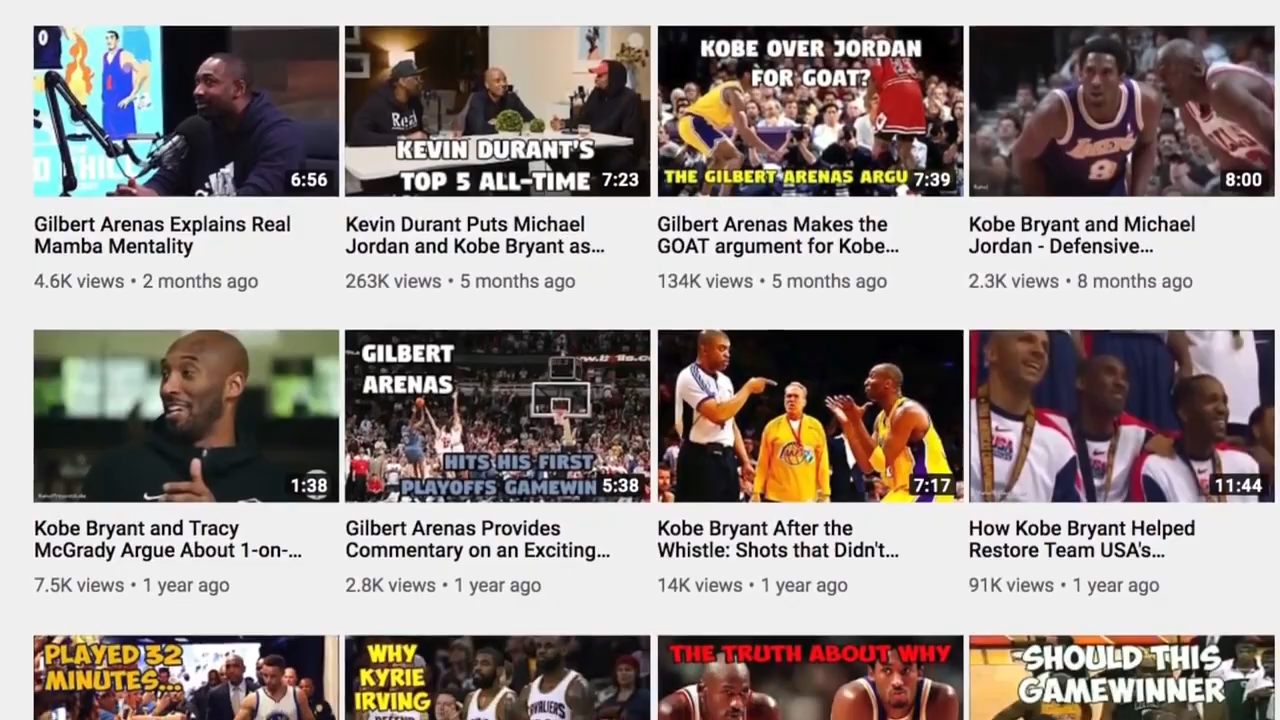 6:56
Real
KEVIN DURANT'S
TOP 5 ALL-TIME
7:23
KOBE OVER JORDAN
FOR GOAT?
THE GILBERT ARENAS ARGU
7:39
LAKERS
8
8:00
Gilbert Arenas Explains Real
Mamba Mentality
4.6K views • 2 months ago
Kevin Durant Puts Michael
Jordan and Kobe Bryant as...
263K views • 5 months ago
Gilbert Arenas Makes the
GOAT argument for Kobe...
134K views • 5 months ago
Kobe Bryant and Michael
Jordan - Defensive...
2.3K views • 8 months ago
1:38
GILBERT
ARENAS
HITS HIS FIRST
PLAYOFFS GAMEWIN
5:38
7:17
USA
11:44
Kobe Bryant and Tracy
McGrady Argue About 1-on-...
7.5K views • 1 year ago
Gilbert Arenas Provides
Commentary on an Exciting...
2.8K views • 1 year ago
Kobe Bryant After the
Whistle: Shots that Didn't...
14K views • 1 year ago
How Kobe Bryant Helped
Restore Team USA's...
91K views • 1 year ago
PLAYED 32
MINUTES...
WHY
KYRIE
IRVING
DEFEND
THE TRUTH ABOUT WHY
SHOULD THIS
GAMEWINNER